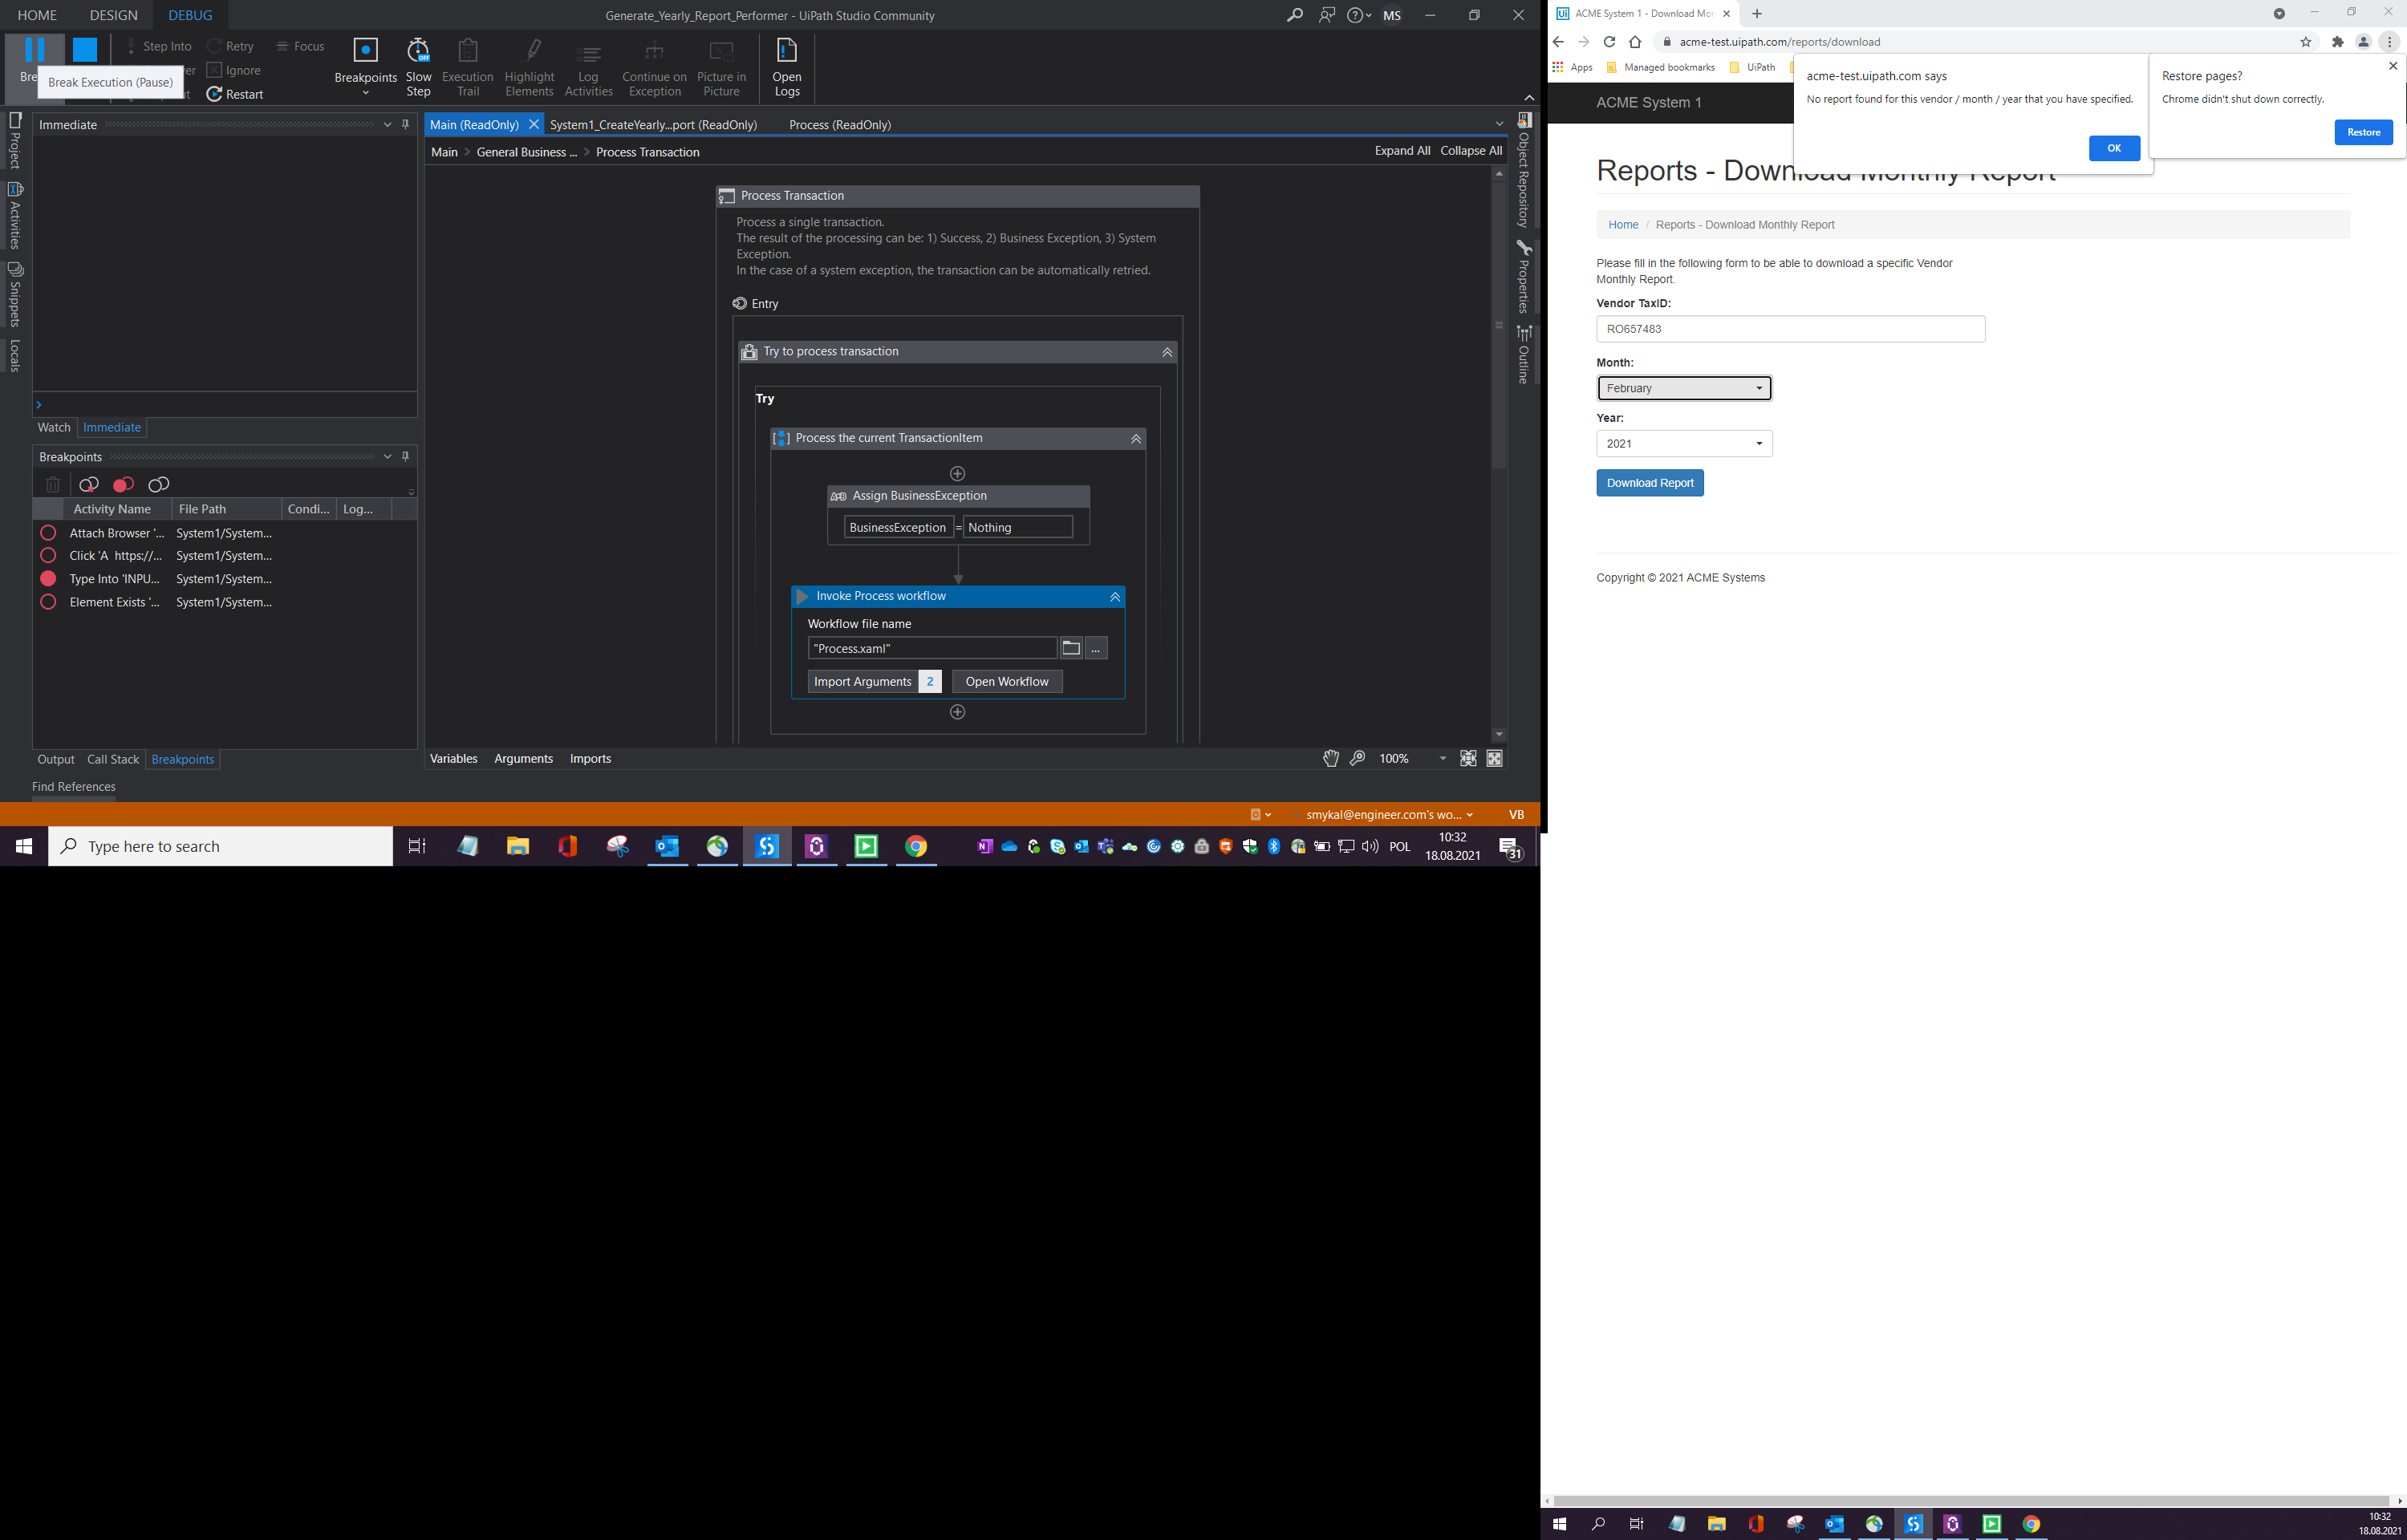 HOME DESIGN DEBUG
Generate_Yearly_Report_Performer - UiPath Studio Community
MS
Break Execution (Pause)
Step Into
Retry
Ignore
Restart
Focus
Breakpoints
Slow Step
Execution Trail
Highlight Elements
Log Activities
Continue on Exception
Picture in Picture
Open Logs
Project
Activities
Snippets
Locals
Immediate
Watch Immediate
Breakpoints
Activity Name File Path Condi... Log...
Attach Browser '... System1/System...
Click 'A https://... System1/System...
Type Into 'INPU... System1/System...
Element Exists '... System1/System...
Output Call Stack Breakpoints
Find References
Main (ReadOnly) System1_CreateYearly...port (ReadOnly) Process (ReadOnly)
Main > General Business ... > Process Transaction
Expand All Collapse All
Process Transaction
Process a single transaction.
The result of the processing can be: 1) Success, 2) Business Exception, 3) System
Exception.
In the case of a system exception, the transaction can be automatically retried.
Entry
Try to process transaction
Try
Process the current TransactionItem
A=B Assign BusinessException
BusinessException = Nothing
Invoke Process workflow
Workflow file name
"Process.xaml" ...
Import Arguments 2 Open Workflow
Variables Arguments Imports
100%
Object Repository
Properties
Outline
smykal@engineer.com's wo... VB
Type here to search
POL
10:32
18.08.2021
31
ACME System 1 - Download Mon
acme-test.uipath.com/reports/download
Apps Managed bookmarks UiPath
acme-test.uipath.com says
No report found for this vendor / month / year that you have specified.
OK
Restore pages?
Chrome didn't shut down correctly.
Restore
ACME System 1
Reports - Download Monthly Report
Home / Reports - Download Monthly Report
Please fill in the following form to be able to download a specific Vendor
Monthly Report.
Vendor TaxID:
RO657483
Month:
February
Year:
2021
Download Report
Copyright © 2021 ACME Systems
10:32
18.08.2021